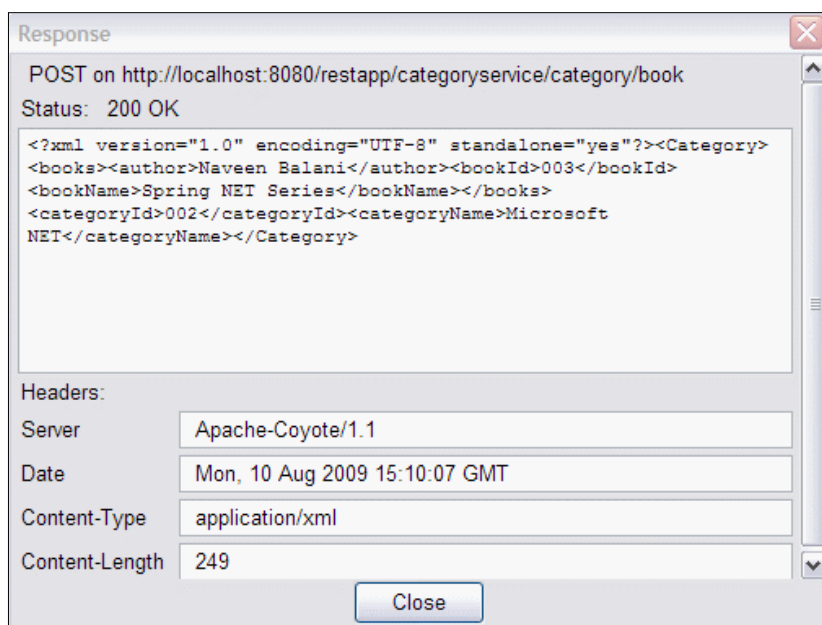 Response
POST on http://localhost:8080/restapp/categoryservice/category/book
Status: 200 OK
<?xml version="1.0" encoding="UTF-8" standalone="yes"?><Category>
<books><author>Naveen Balani</author><bookId>003</bookId>
<bookName>Spring NET Series</bookName></books>
<categoryId>002</categoryId><categoryName>Microsoft
NET</categoryName></Category>
Headers:
Server Apache-Coyote/1.1
Date Mon, 10 Aug 2009 15:10:07 GMT
Content-Type application/xml
Content-Length 249
Close